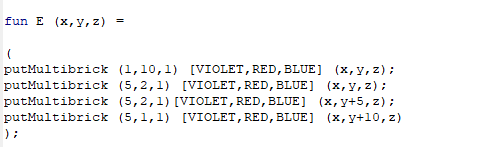 fun E (x,y,z) =
(
putMultibrick (1,10,1) [VIOLET,RED,BLUE] (x,y,z);
putMultibrick (5,2,1) [VIOLET,RED,BLUE] (x,y,z);
putMultibrick (5,2,1)[VIOLET,RED,BLUE] (x,y+5,z);
putMultibrick (5,1,1) [VIOLET,RED,BLUE] (x,y+10,z)
);